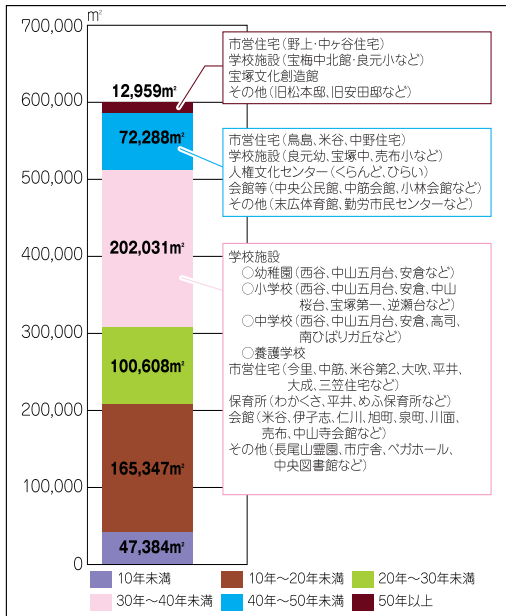 m²
700,000
600,000
500,000
400,000
300,000
200,000
100,000
0
12,959m²
72,288m²
202,031m²
100,608m²
165,347m²
47,384m²
市営住宅(野上・中ヶ谷住宅)
学校施設(宝梅中北館・良元小など)
宝塚文化創造館
その他(旧松本邸、旧安田邸など)
市営住宅(鳥島、米谷、中野住宅)
学校施設(良元幼、宝塚中、売布小など)
人権文化センター(くらんど、ひらい)
会館等(中央公民館、中筋会館、小林会館など)
その他(末広体育館、勤労市民センターなど)
学校施設
○幼稚園(西谷、中山五月台、安倉など)
○小学校(西谷、中山五月台、安倉、中山
桜台、宝塚第一、逆瀬台など)
○中学校(西谷、中山五月台、安倉、高司、
南ひばりガ丘など)
○養護学校
市営住宅(今里、中筋、米谷第2、大吹、平井、
大成、三笠住宅など)
保育所(わかくさ、平井、めふ保育所など)
会館(米谷、伊孑志、仁川、旭町、泉町、川面、
売布、中山寺会館など)
その他(長尾山霊園、市庁舎、ベガホール、
中央図書館など)
10年未満
10年〜20年未満
20年〜30年未満
30年〜40年未満
40年〜50年未満
50年以上